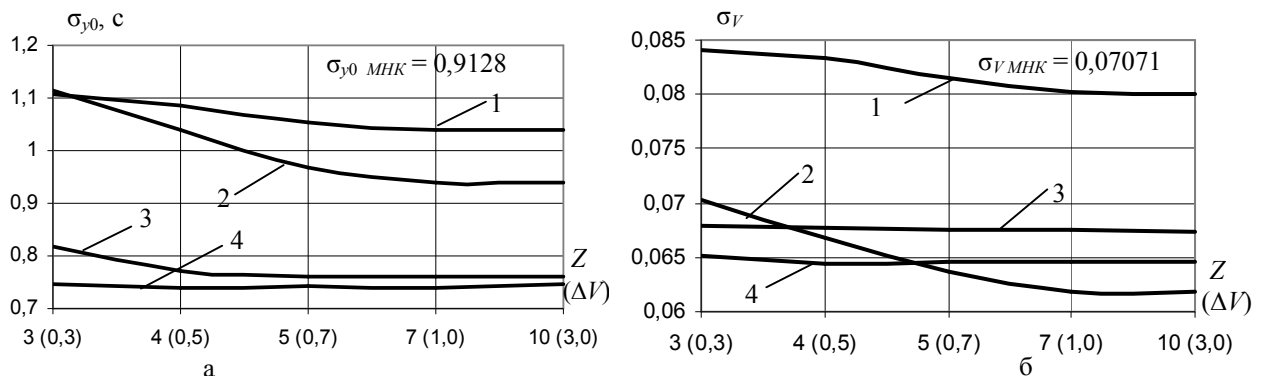 σy0, с
1,2
1,1
1
0,9
0,8
0,7
σy0 МНК = 0,9128
1
2
3
4
Z
(ΔV)
3 (0,3) 4 (0,5) 5 (0,7) 7 (1,0) 10 (3,0)
а
σV
0,085
0,08
0,075
0,07
0,065
0,06
σV МНК = 0,07071
1
2
3
4
Z
(ΔV)
3 (0,3) 4 (0,5) 5 (0,7) 7 (1,0) 10 (3,0)
б